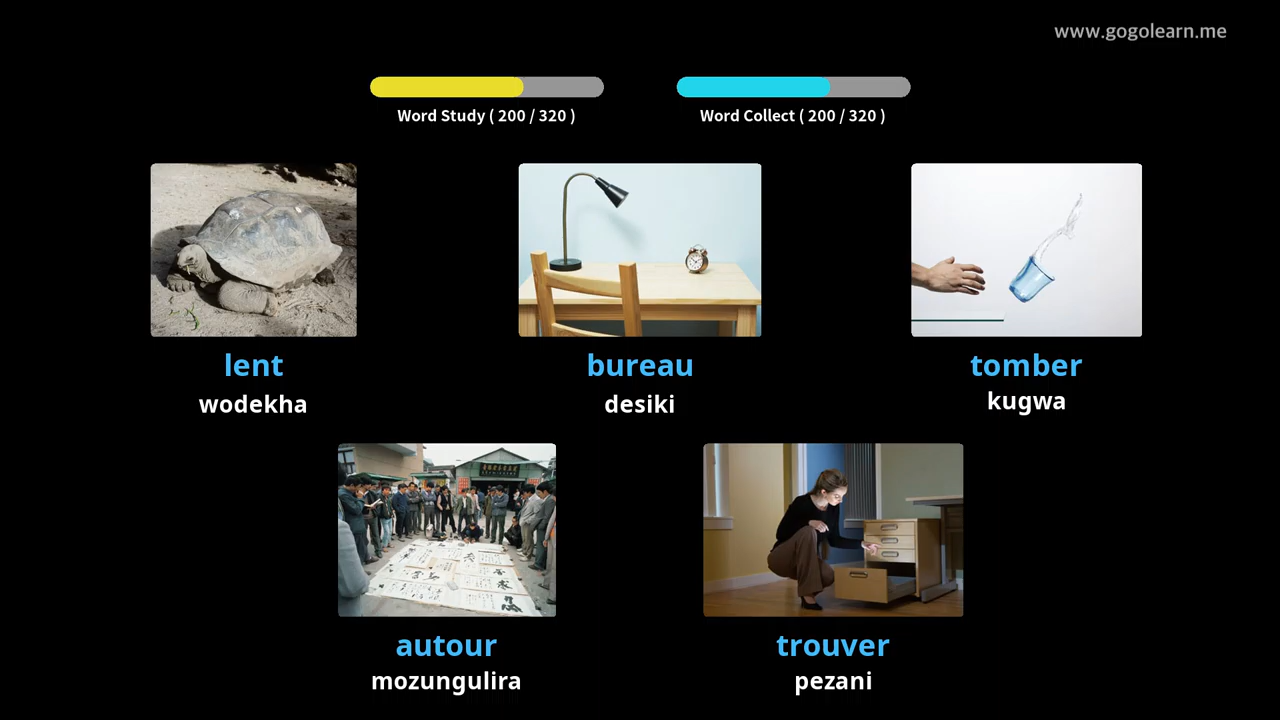 www.gogolearn.me
Word Study ( 200 / 320 )
Word Collect ( 200 / 320 )
lent
wodekha
bureau
desiki
tomber
kugwa
autour
mozungulira
trouver
pezani